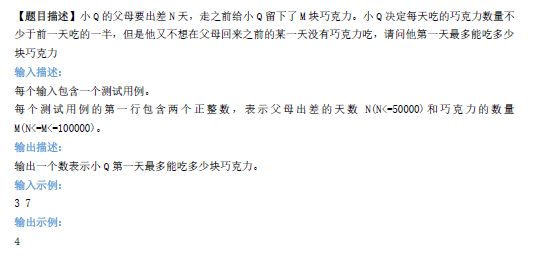 【题目描述】小 Q 的父母要出差 N 天，走之前给小 Q 留下了 M 块巧克力。小 Q 决定每天吃的巧克力数量不
少于前一天吃的一半，但是他又不想在父母回来之前的某一天没有巧克力吃，请问他第一天最多能吃多少
块巧克力
输入描述：
每个输入包含一个测试用例。
每个测试用例的第一行包含两个正整数，表示父母出差的天数 N(N<=50000)和巧克力的数量
M(N<=M<=100000)。
输出描述：
输出一个数表示小 Q 第一天最多能吃多少块巧克力。
输入示例：
3 7
输出示例：
4